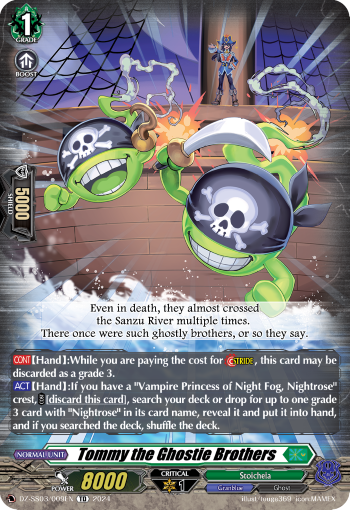 1
GRADE
BOOST
5000
SHIELD
Even in death, they almost crossed
the Sanzu River multiple times.
There once were such ghostly brothers, or so they say.
CONT【Hand】:While you are paying the cost for STRIDE, this card may be
discarded as a grade 3.
ACT【Hand】:If you have a "Vampire Princess of Night Fog, Nightrose"
crest, [discard this card], search your deck or drop for up to one grade
3 card with "Nightrose" in its card name, reveal it and put it into hand,
and if you searched the deck, shuffle the deck.
NORMAL UNIT
Tommy the Ghostie Brothers
POWER 8000
CRITICAL
1
Stoicheia
Granblue
Ghost
DZ-SS03/009EN TD 2024